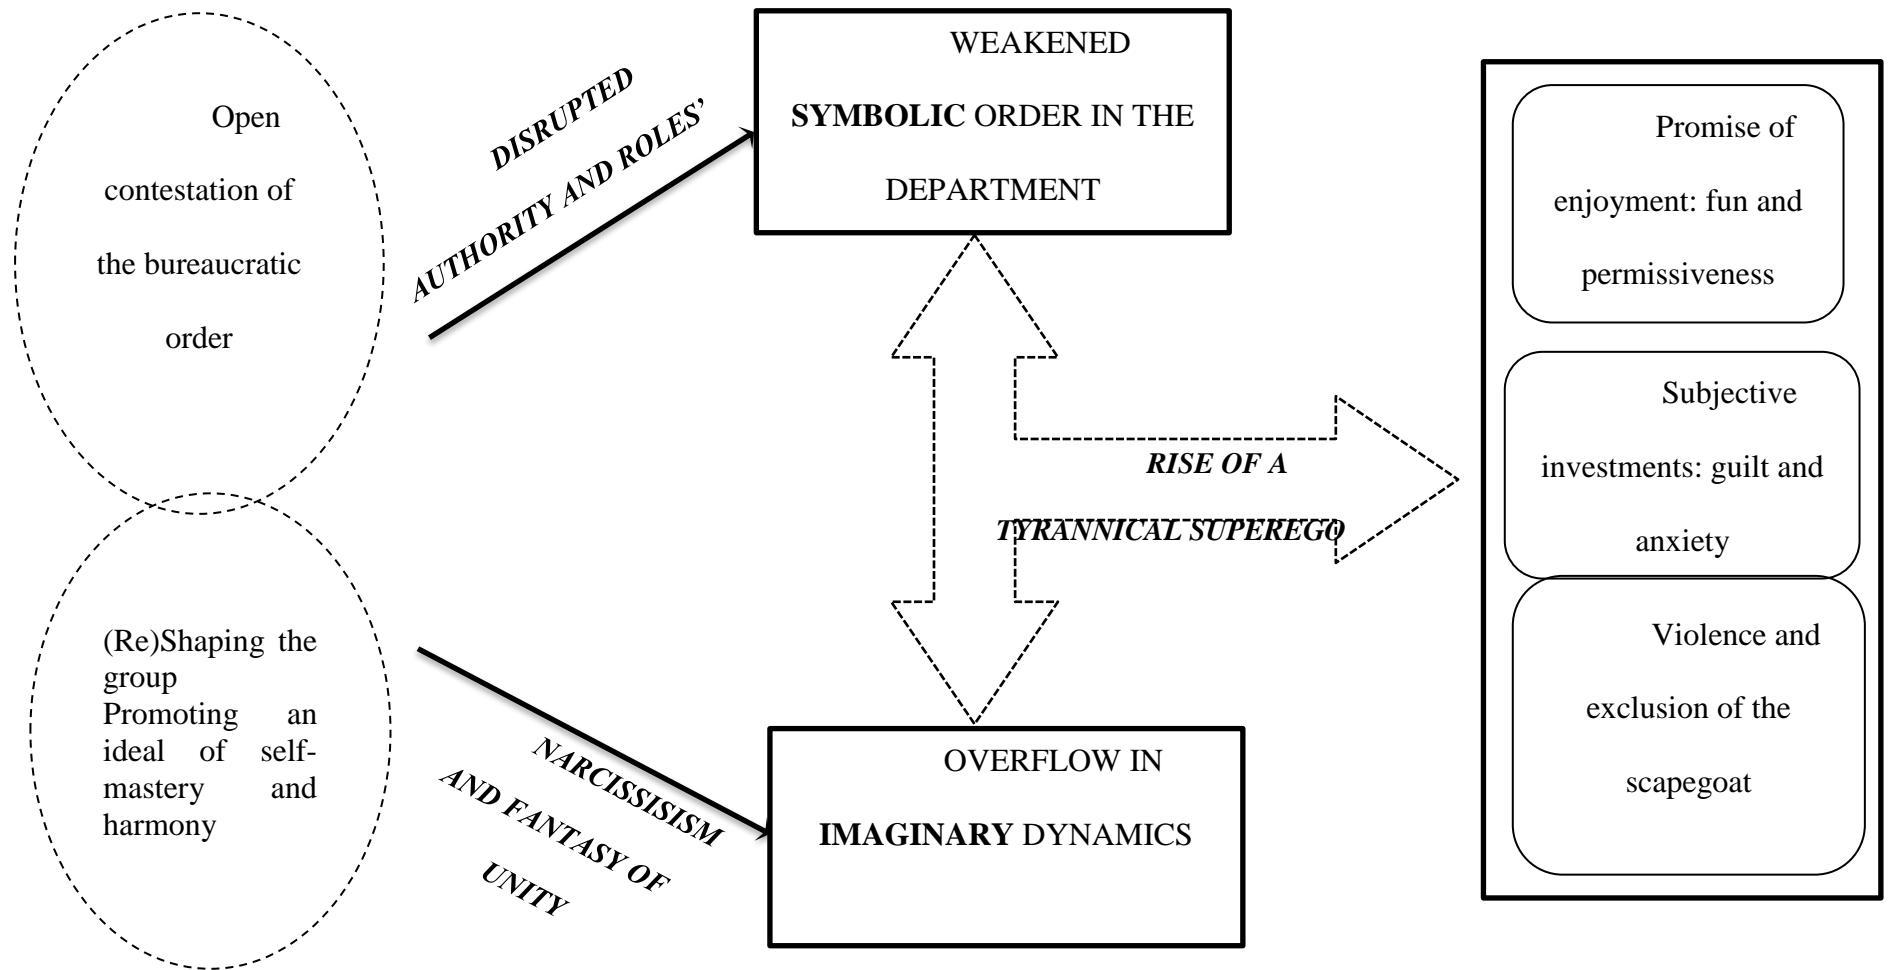 Open
contestation of
the bureaucratic
order
DISRUPTED
AUTHORITY AND ROLES’
WEAKENED
SYMBOLIC ORDER IN THE
DEPARTMENT
Promise of
enjoyment: fun and
permissiveness
Subjective
investments: guilt and
anxiety
Violence and
exclusion of the
scapegoat
RISE OF A
TYRANNICAL SUPEREGO
(Re)Shaping the
group
Promoting an
ideal of self-
mastery and
harmony
NARCISSISISM
AND FANTASY OF
UNITY
OVERFLOW IN
IMAGINARY DYNAMICS